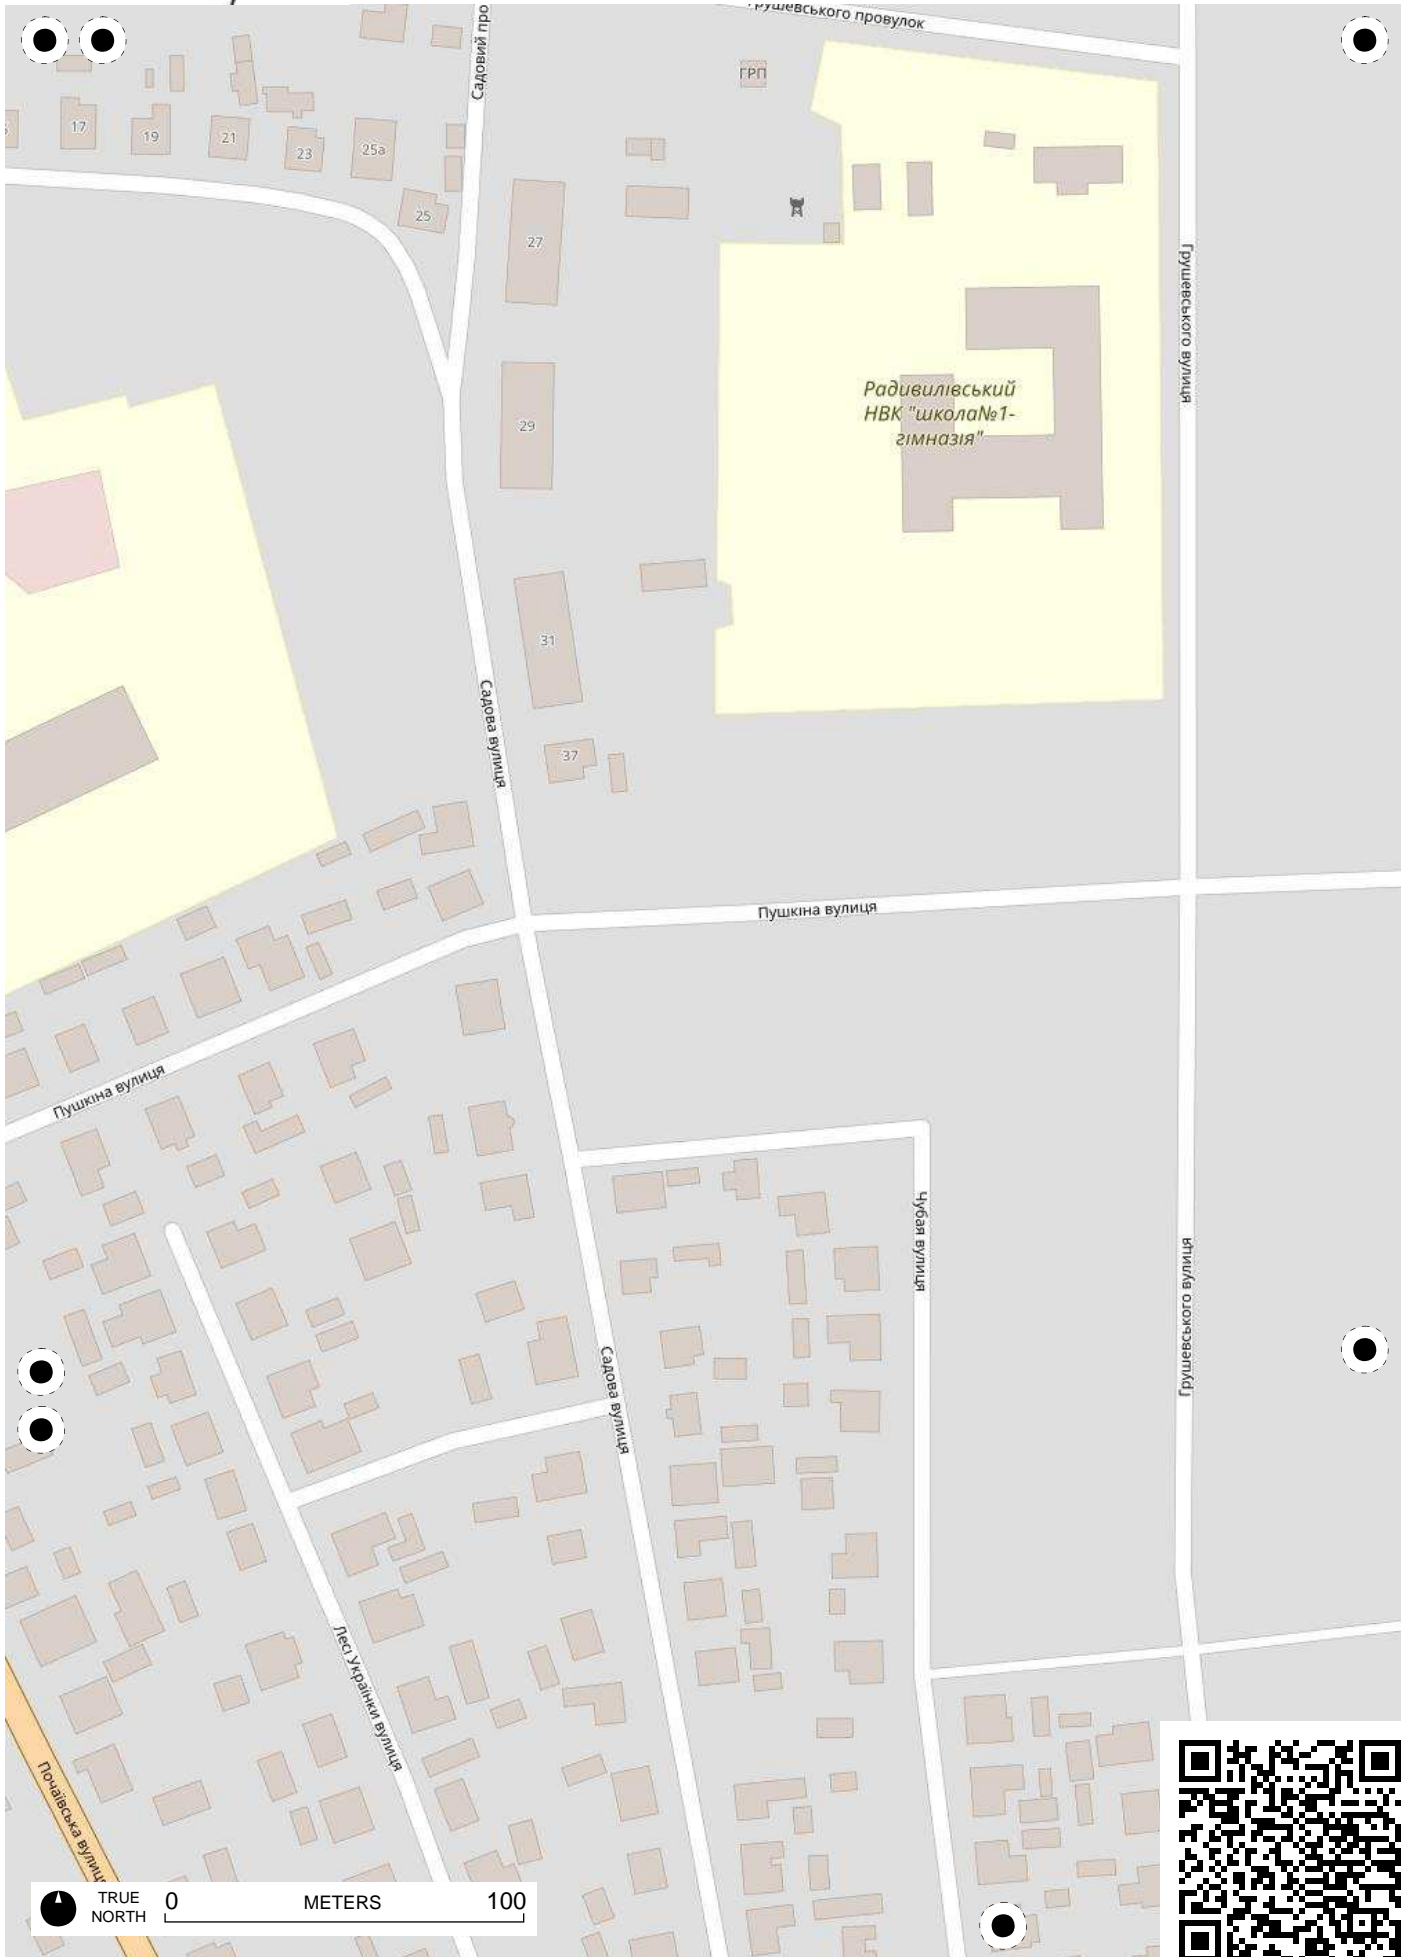 Грушевського провулок
Садовий про
ГРП
17
19
21
23
25а
25
27
Грушевського вулиця
Радивилівський
НВК "школа№1-
гімназія"
29
31
Садова вулиця
37
Пушкіна вулиця
Пушкіна вулиця
Чубая вулиця
Грушевського вулиця
Садова вулиця
Лесі Українки вулиця
Почаївська вулиця
TRUE
NORTH
0 METERS 100